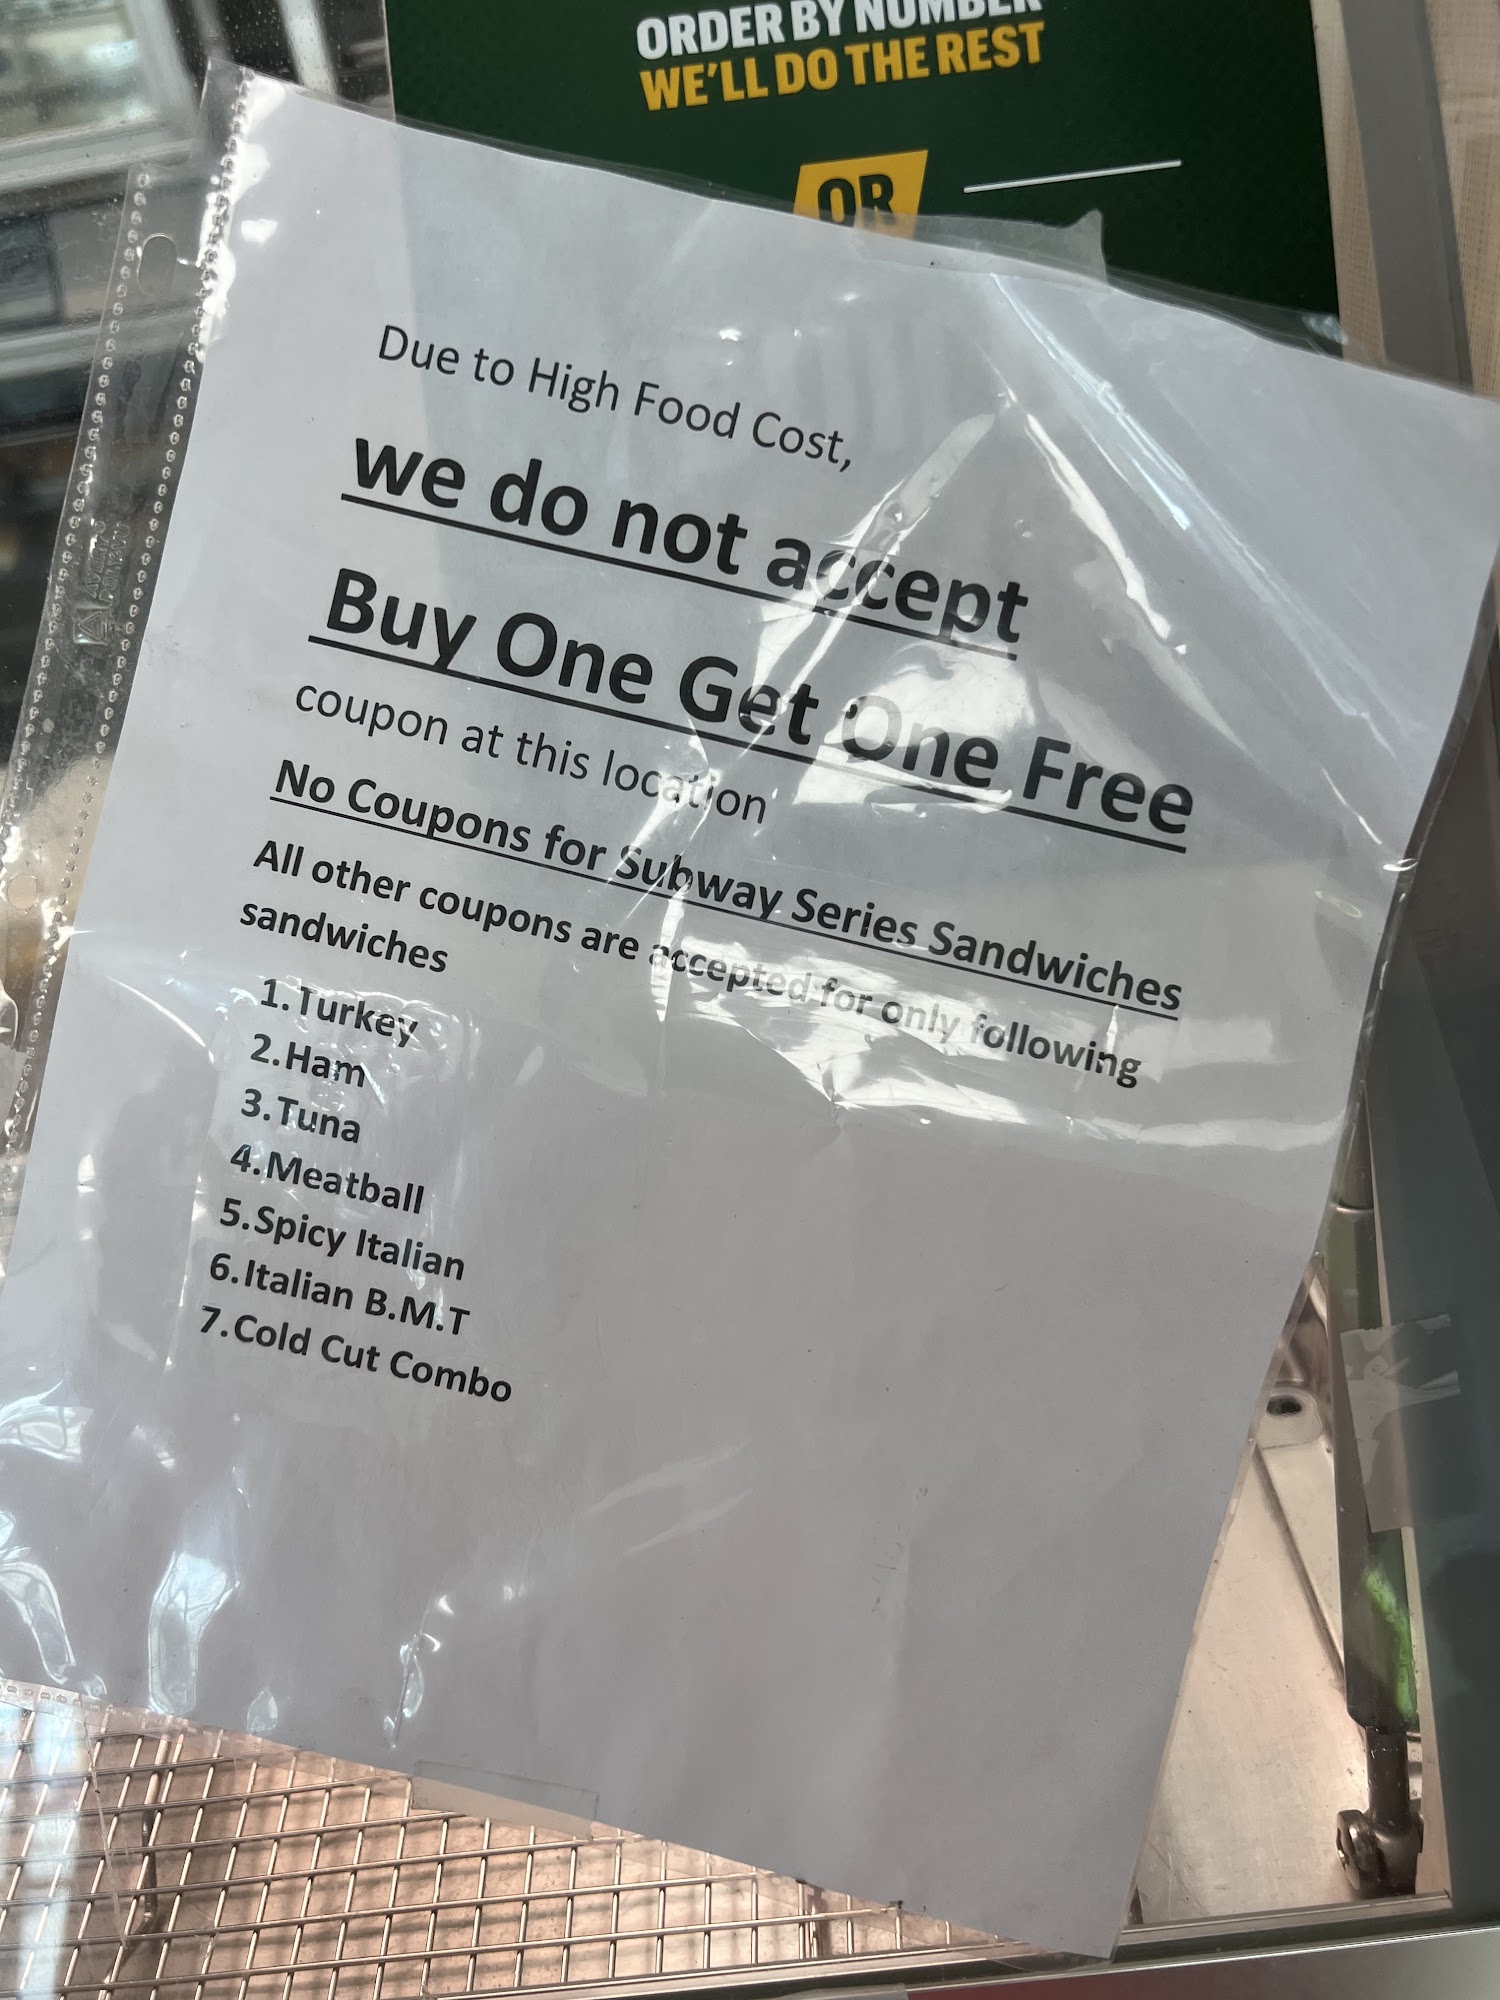 ORDER BY NUMBER
WE'LL DO THE REST
OR
Due to High Food Cost,
we do not accept
Buy One Get One Free
coupon at this location
No Coupons for Subway Series Sandwiches
All other coupons are accepted for only following
sandwiches
1. Turkey
2. Ham
3. Tuna
4. Meatball
5. Spicy Italian
6. Italian B.M.T
7. Cold Cut Combo